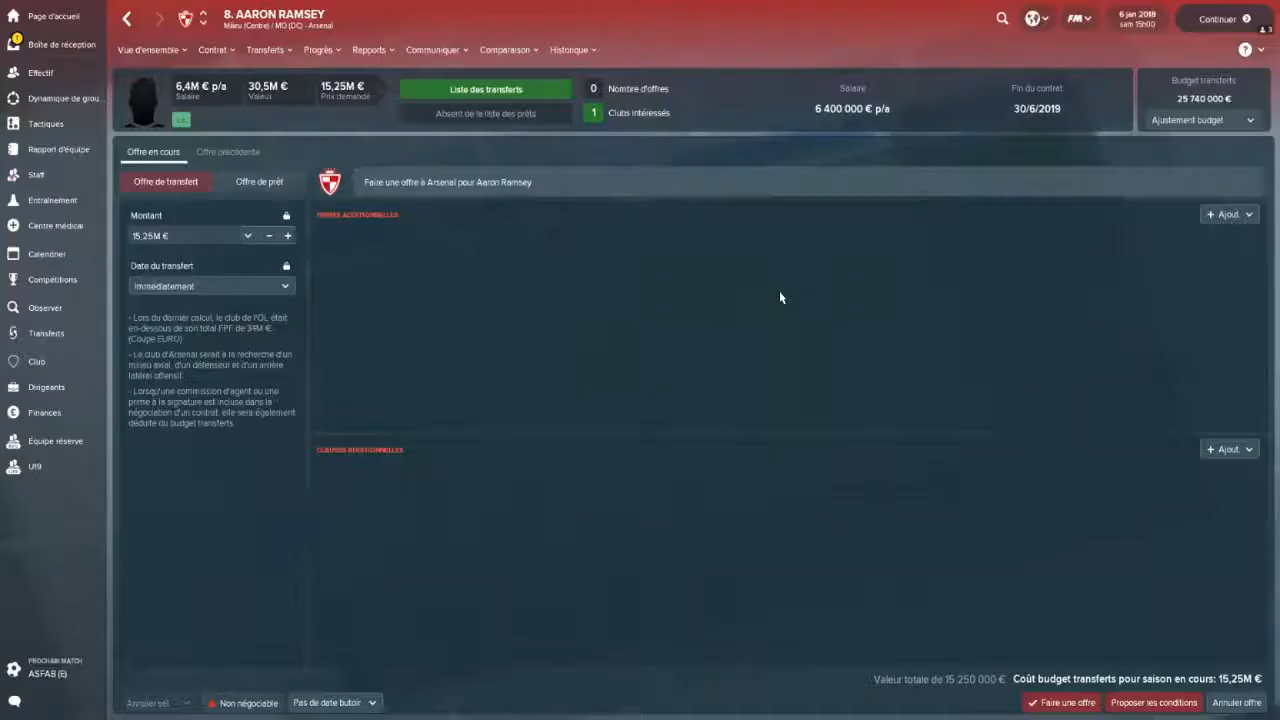 Page d'accueil
8. AARON RAMSEY
Milieu (Centre) / MO (DC) - Arsenal
FM
6 jan 2018
sam 15h00
Continuer
3
1
Boîte de réception
Vue d'ensemble
Contrat
Transferts
Progrès
Rapports
Communiquer
Comparaison
Historique
?
Effectif
Dynamique de grou...
Tactiques
Rapport d'équipe
Staff
Entraînement
Centre médical
Calendrier
Compétitions
Observer
Transferts
Club
Dirigeants
Finances
Équipe réserve
U19
6,4M € p/a
Salaire
30,5M €
Valeur
15,25M €
Prix demandé
Liste des transferts
Absent de la liste des prêts
0 Nombre d'offres
1 Clubs intéressés
Salaire
6 400 000 € p/a
Fin du contrat
30/6/2019
Budget transferts
25 740 000 €
Ajustement budget
Offre en cours
Offre précédente
Offre de transfert
Offre de prêt
Faire une offre à Arsenal pour Aaron Ramsey
Montant
15,25M €
Date du transfert
Immédiatement
- Lors du dernier calcul, le club de l'OL était
en-dessous de son total FPF de 34M €.
(Coupe EURO)
- Le club d'Arsenal serait à la recherche d'un
milieu axial, d'un défenseur et d'un arrière
latéral offensif.
- Lorsqu'une commission d'agent ou une
prime à la signature est incluse dans la
négociation d'un contrat, elle sera également
déduite du budget transferts.
PRIMES ADDITIONNELLES
+ Ajout.
CLAUSES ADDITIONNELLES
+ Ajout.
PROCHAIN MATCH
ASFAB (E)
Valeur totale de 15 250 000 €
Coût budget transferts pour saison en cours: 15,25M €
Annuler sél.
Non négociable
Pas de date butoir
Faire une offre
Proposer les conditions
Annuler offre